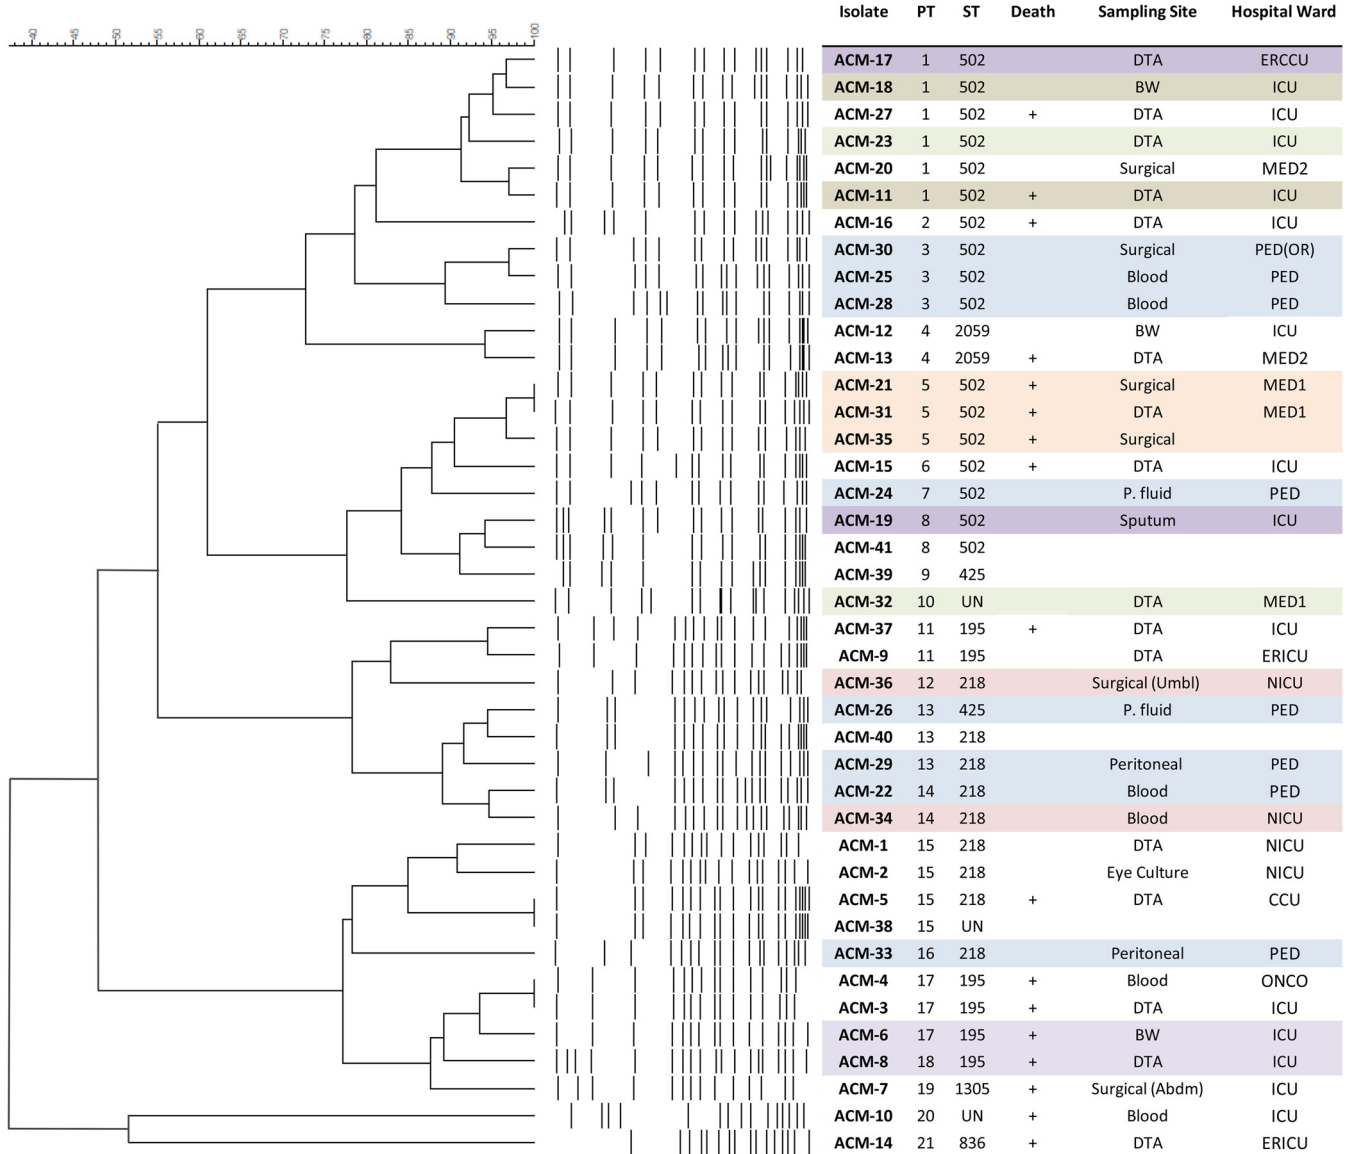 Isolate PT ST Death Sampling Site Hospital Ward
40 45 50 55 60 65 70 75 80 85 90 95 100
ACM-17 1 502 DTA ERCCU
ACM-18 1 502 BW ICU
ACM-27 1 502 + DTA ICU
ACM-23 1 502 DTA ICU
ACM-20 1 502 Surgical MED2
ACM-11 1 502 + DTA ICU
ACM-16 2 502 + DTA ICU
ACM-30 3 502 Surgical PED(OR)
ACM-25 3 502 Blood PED
ACM-28 3 502 Blood PED
ACM-12 4 2059 BW ICU
ACM-13 4 2059 + DTA MED2
ACM-21 5 502 + Surgical MED1
ACM-31 5 502 + DTA MED1
ACM-35 5 502 + Surgical
ACM-15 6 502 + DTA ICU
ACM-24 7 502 P. fluid PED
ACM-19 8 502 Sputum ICU
ACM-41 8 502
ACM-39 9 425
ACM-32 10 UN DTA MED1
ACM-37 11 195 + DTA ICU
ACM-9 11 195 DTA ERICU
ACM-36 12 218 Surgical (Umbl) NICU
ACM-26 13 425 P. fluid PED
ACM-40 13 218
ACM-29 13 218 Peritoneal PED
ACM-22 14 218 Blood PED
ACM-34 14 218 Blood NICU
ACM-1 15 218 DTA NICU
ACM-2 15 218 Eye Culture NICU
ACM-5 15 218 + DTA CCU
ACM-38 15 UN
ACM-33 16 218 Peritoneal PED
ACM-4 17 195 + Blood ONCO
ACM-3 17 195 + DTA ICU
ACM-6 17 195 + BW ICU
ACM-8 18 195 + DTA ICU
ACM-7 19 1305 + Surgical (Abdm) ICU
ACM-10 20 UN + Blood ICU
ACM-14 21 836 + DTA ERICU